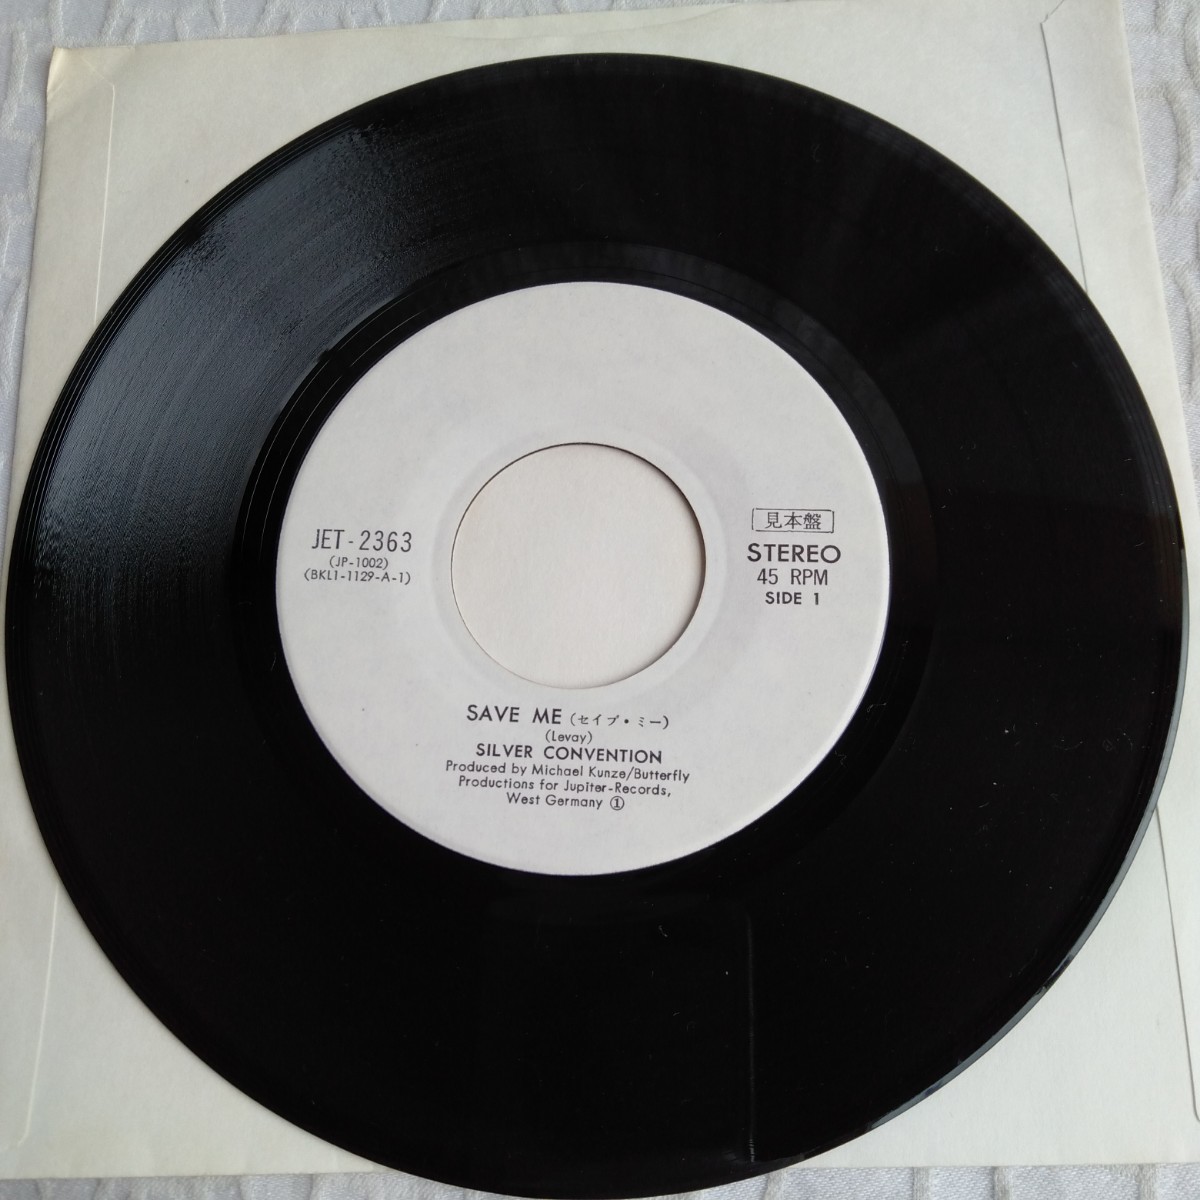 JET-2363
(JP-1002)
(BKL1-1129-A-1)
見本盤
STEREO
45 RPM
SIDE 1
SAVE ME (セイブ・ミー)
(Levay)
SILVER CONVENTION
Produced by Michael Kunze/Butterfly
Productions for Jupiter-Records,
West Germany ①